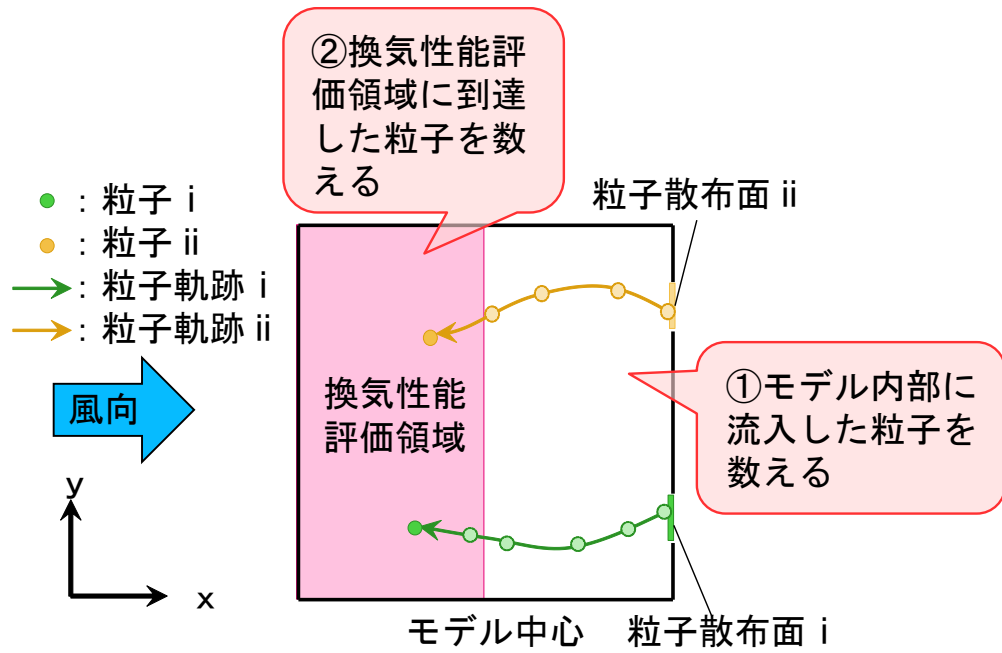 ②換気性能評
価領域に到達
した粒子を数
える
粒子散布面 ii
：粒子 i
：粒子 ii
：粒子軌跡 i
：粒子軌跡 ii
風向
換気性能
評価領域
①モデル内部に
流入した粒子を
数える
y
x
モデル中心
粒子散布面 i